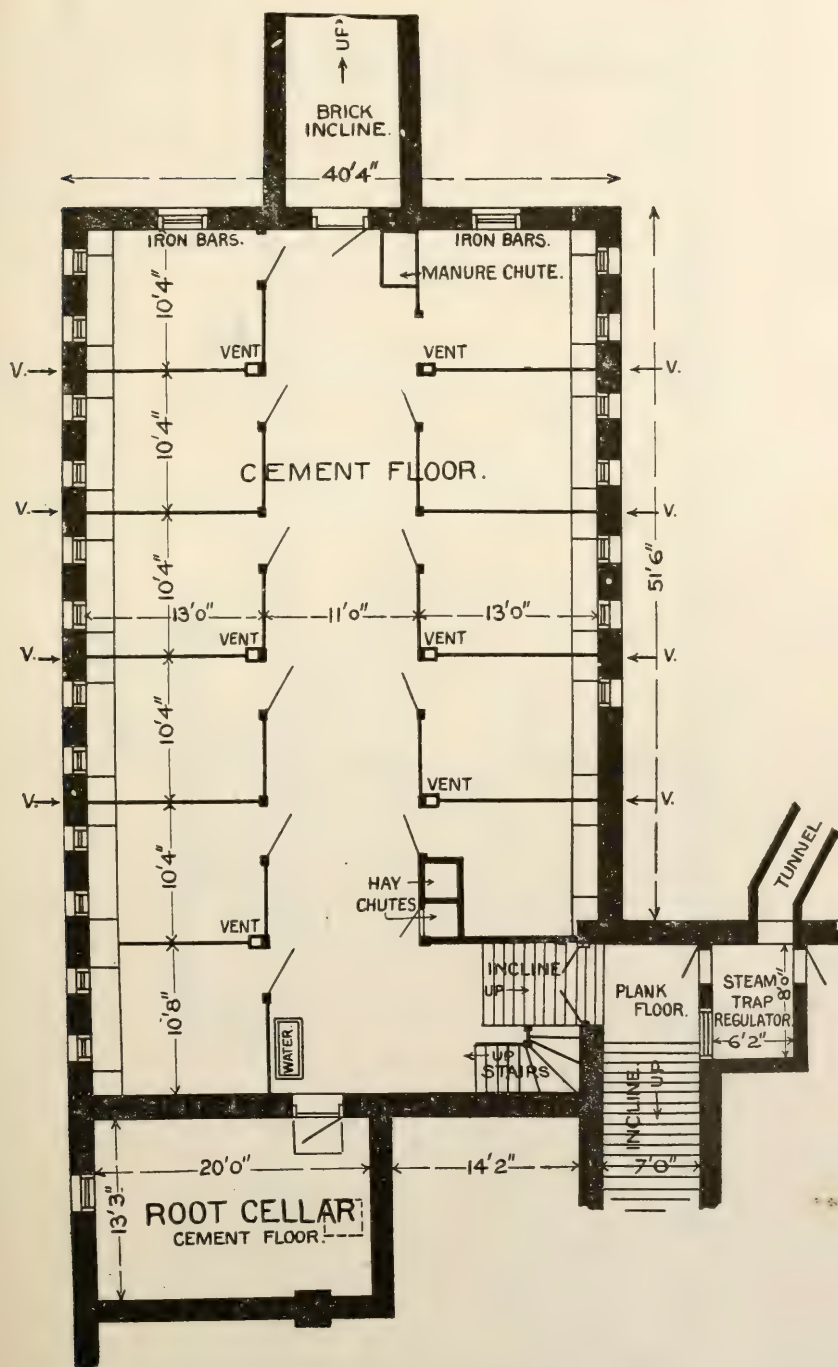 UP
BRICK
INCLINE.
40'4"
IRON BARS.
IRON BARS.
MANURE CHUTE.
10'4"
VENT
VENT
V.
V.
10'4"
CEMENT FLOOR.
V.
V.
10'4"
51'6"
13'0"
11'0"
13'0"
VENT
VENT
V.
V.
10'4"
VENT
V.
V.
10'4"
HAY
CHUTES
TUNNEL
VENT
INCLINE
UP
PLANK
FLOOR.
STEAM
TRAP
REGULATOR.
8'0"
6'2"
10'8"
WATER.
UP
STAIRS
INCLINE.
UP
20'0"
14'2"
7'0"
13'3"
ROOT CELLAR
CEMENT FLOOR.